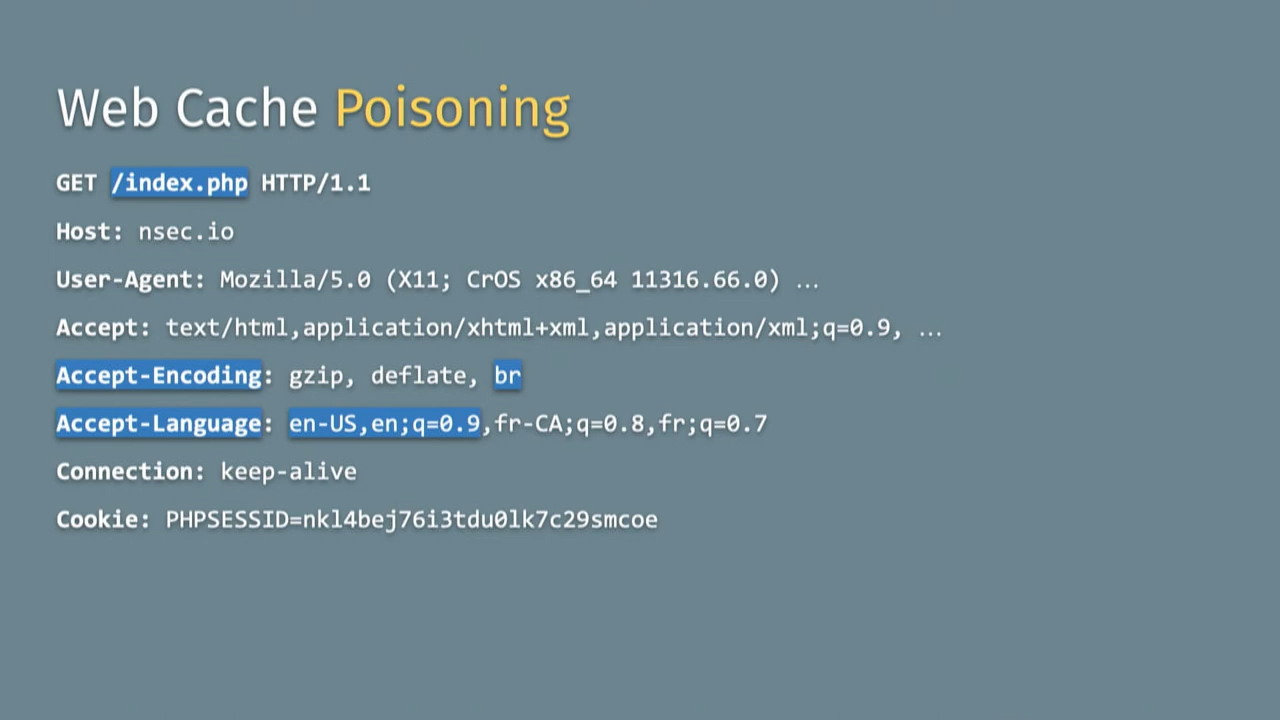 Web Cache Poisoning
GET /index.php HTTP/1.1
Host: nsec.io
User-Agent: Mozilla/5.0 (X11; CrOS x86_64 11316.66.0) …
Accept: text/html,application/xhtml+xml,application/xml;q=0.9, …
Accept-Encoding: gzip, deflate, br
Accept-Language: en-US,en;q=0.9,fr-CA;q=0.8,fr;q=0.7
Connection: keep-alive
Cookie: PHPSESSID=nkl4bej76i3tdu0lk7c29smcoe